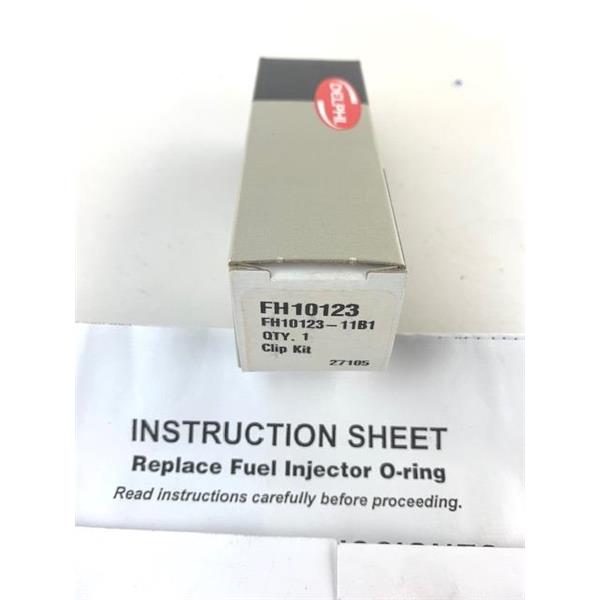 DELPHI
FH10123
FH10123-11B1
QTY. 1
Clip Kit
27105
INSTRUCTION SHEET
Replace Fuel Injector O-ring
Read instructions carefully before proceeding.